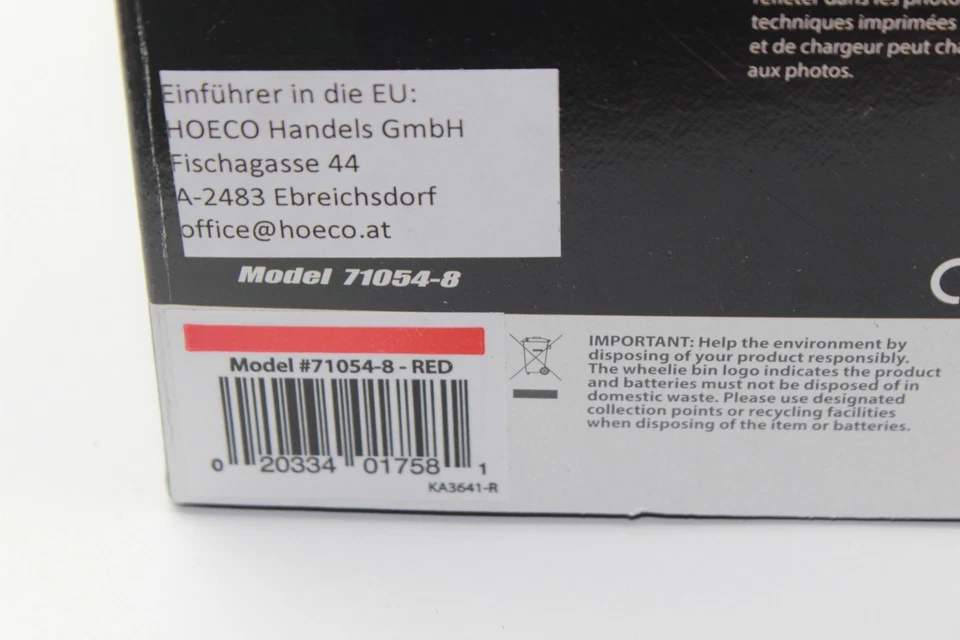 techniques imprimées
et de chargeur peut
aux photos.
Einführer in die EU:
HOECO Handels GmbH
Fischagasse 44
A-2483 Ebreichsdorf
office@hoeco.at
Model 71054-8
Model #71054-8 - RED
0 20334 01758 1
KA3641-R
IMPORTANT: Help the environment by
disposing of your product responsibly.
The wheelie bin logo indicates the product
and batteries must not be disposed of in
domestic waste. Please use designated
collection points or recycling facilities
when disposing of the item or batteries.